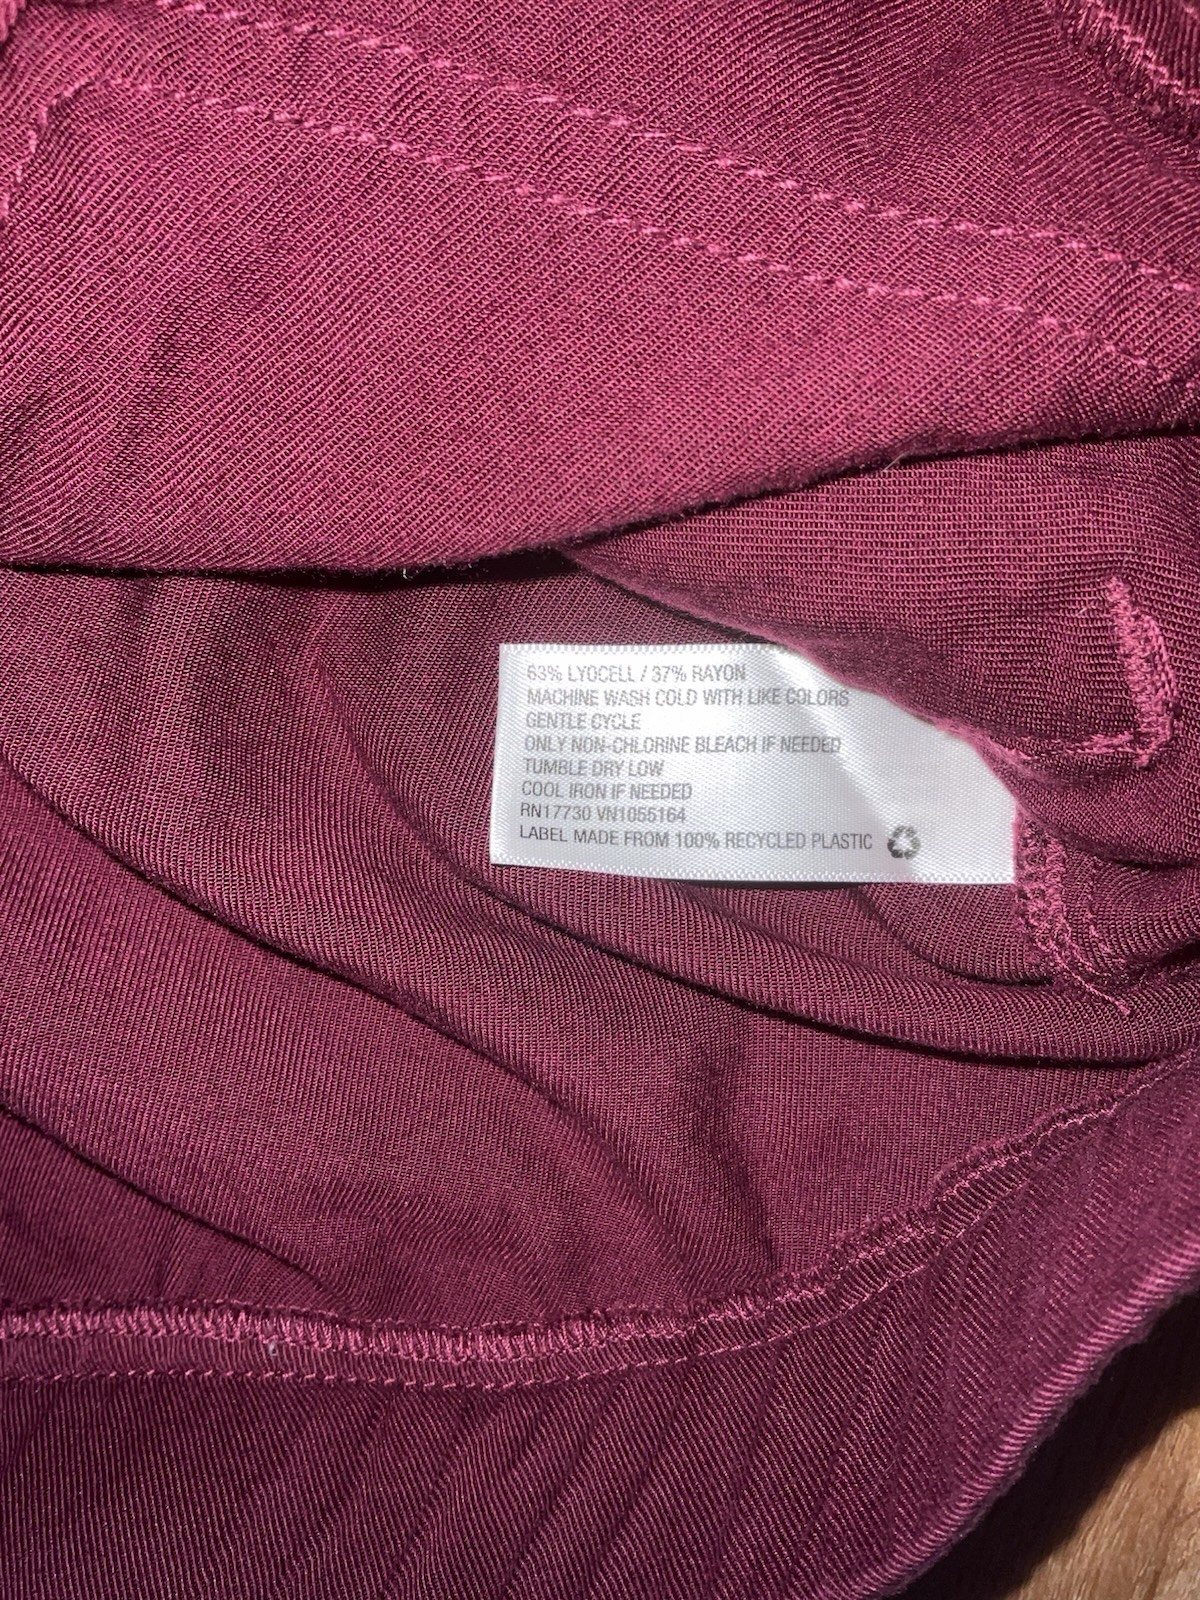 63% LYOCELL / 37% RAYON
MACHINE WASH COLD WITH LIKE COLORS
GENTLE CYCLE
ONLY NON-CHLORINE BLEACH IF NEEDED
TUMBLE DRY LOW
COOL IRON IF NEEDED
RN17730 VN1055164
LABEL MADE FROM 100% RECYCLED PLASTIC